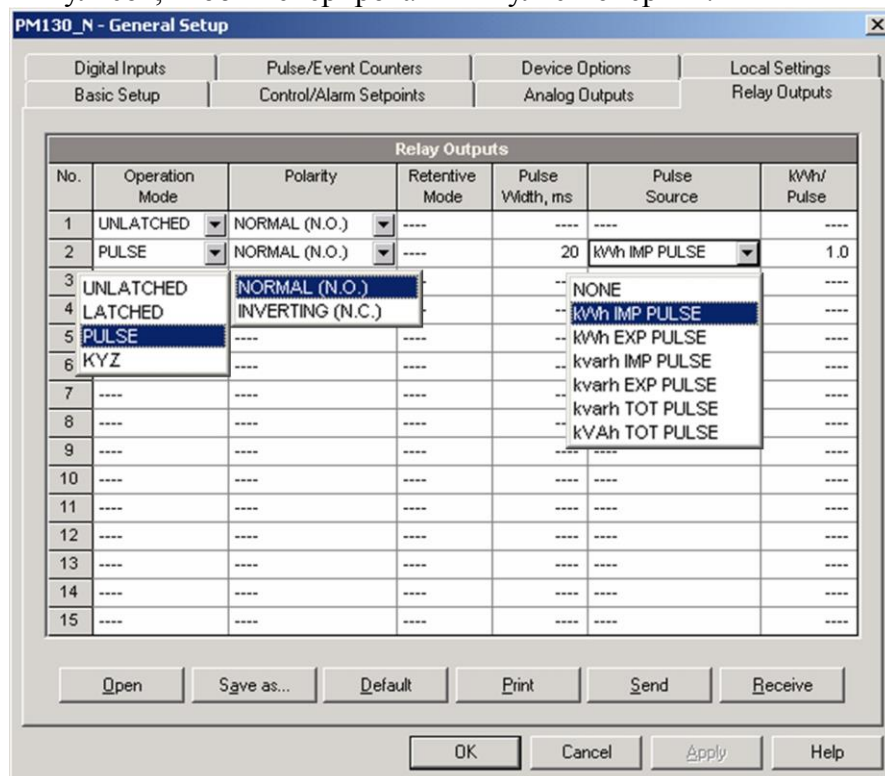 PM130_N - General Setup
Digital Inputs Pulse/Event Counters Device Options Local Settings
Basic Setup Control/Alarm Setpoints Analog Outputs Relay Outputs
Relay Outputs
No. Operation Mode Polarity Retentive Mode Pulse Width, ms Pulse Source kWh/ Pulse
1 UNLATCHED NORMAL (N.O.) ---- ---- ---- ----
2 PULSE NORMAL (N.O.) ---- 20 kWh IMP PULSE 1.0
3
4
5 ---- ----
6 ---- ----
7 ---- ---- ----
8 ---- ---- ---- ---- ----
9 ---- ---- ---- ---- ---- ----
10 ---- ---- ---- ---- ---- ----
11 ---- ---- ---- ---- ---- ----
12 ---- ---- ---- ---- ---- ----
13 ---- ---- ---- ---- ---- ----
14 ---- ---- ---- ---- ---- ----
15 ---- ---- ---- ---- ---- ----
UNLATCHED
LATCHED
PULSE
KYZ
NORMAL (N.O.)
INVERTING (N.C.)
NONE
kWh IMP PULSE
kWh EXP PULSE
kvarh IMP PULSE
kvarh EXP PULSE
kvarh TOT PULSE
kVAh TOT PULSE
Open Save as... Default Print Send Receive
OK Cancel Apply Help